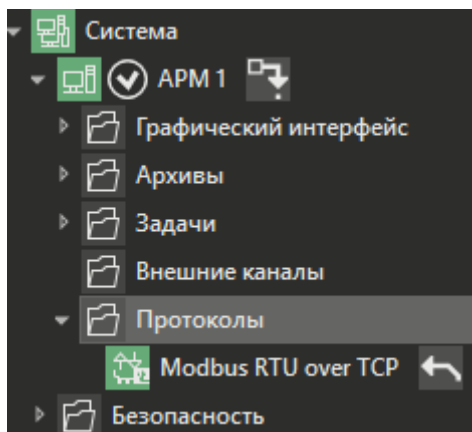 Система
АРМ 1
Графический интерфейс
Архивы
Задачи
Внешние каналы
Протоколы
Modbus RTU over TCP
Безопасность